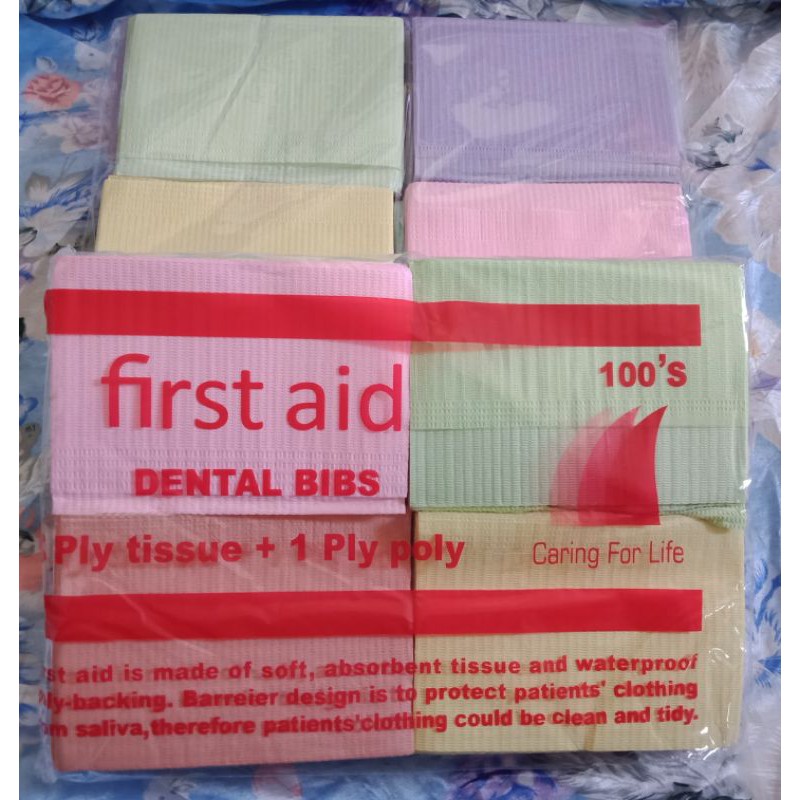 first aid
100's
DENTAL BIBS
Ply tissue + 1 Ply poly
Caring For Life
st aid is made of soft, absorbent tissue and waterproof
ly-backing. Barreier design is to protect patients' clothing
m saliva,therefore patients'clothing could be clean and tidy.